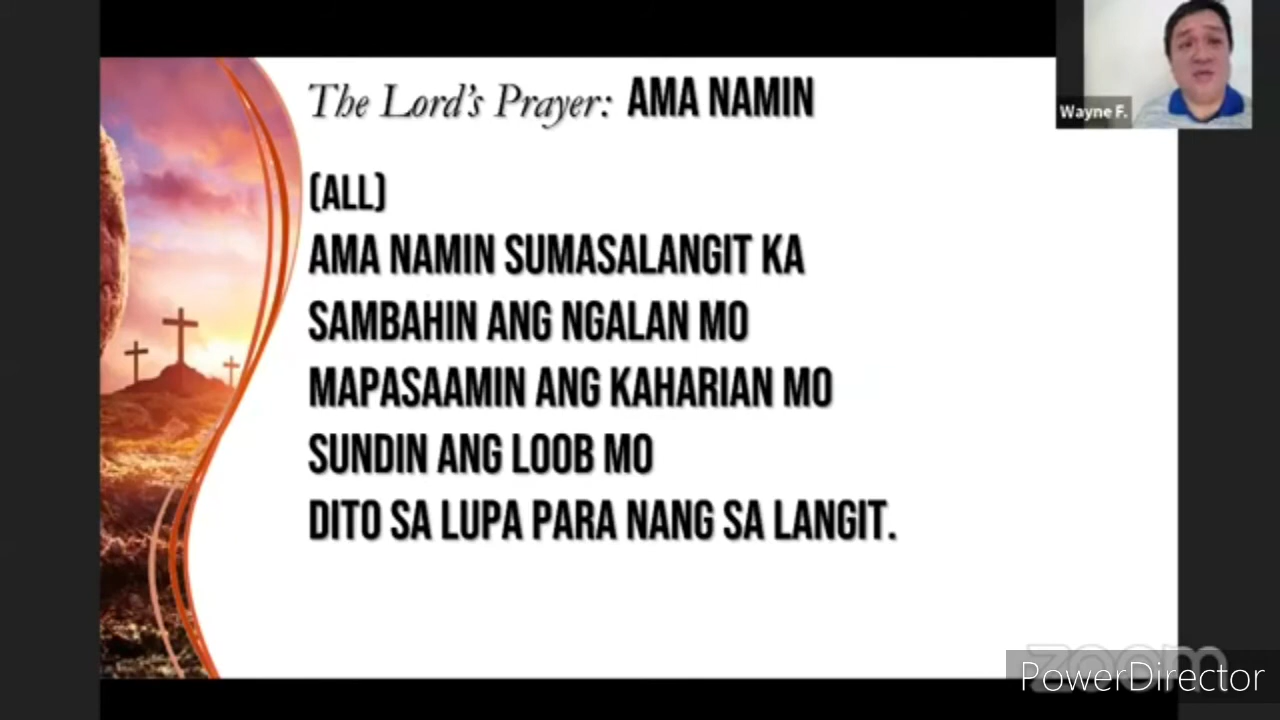 The Lord's Prayer: AMA NAMIN
Wayne F.
(ALL)
AMA NAMIN SUMASALANGIT KA
SAMBAHIN ANG NGALAN MO
MAPASAAMIN ANG KAHARIAN MO
SUNDIN ANG LOOB MO
DITO SA LUPA PARA NANG SA LANGIT.
zoom
PowerDirector